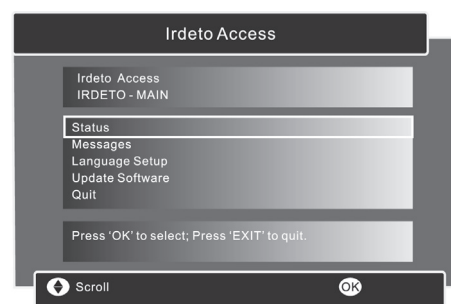 Irdeto Access
Irdeto Access
IRDETO - MAIN
Status
Messages
Language Setup
Update Software
Quit
Press 'OK' to select; Press 'EXIT' to quit.
Scroll
OK